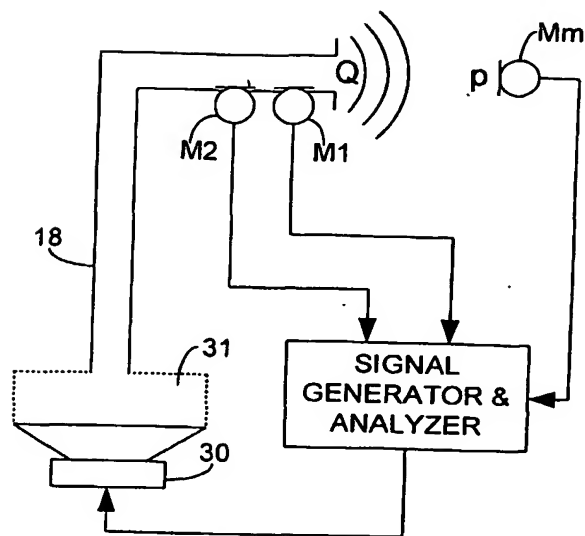 Mm
Q
p
M2
M1
18
31
SIGNAL
GENERATOR &
ANALYZER
30